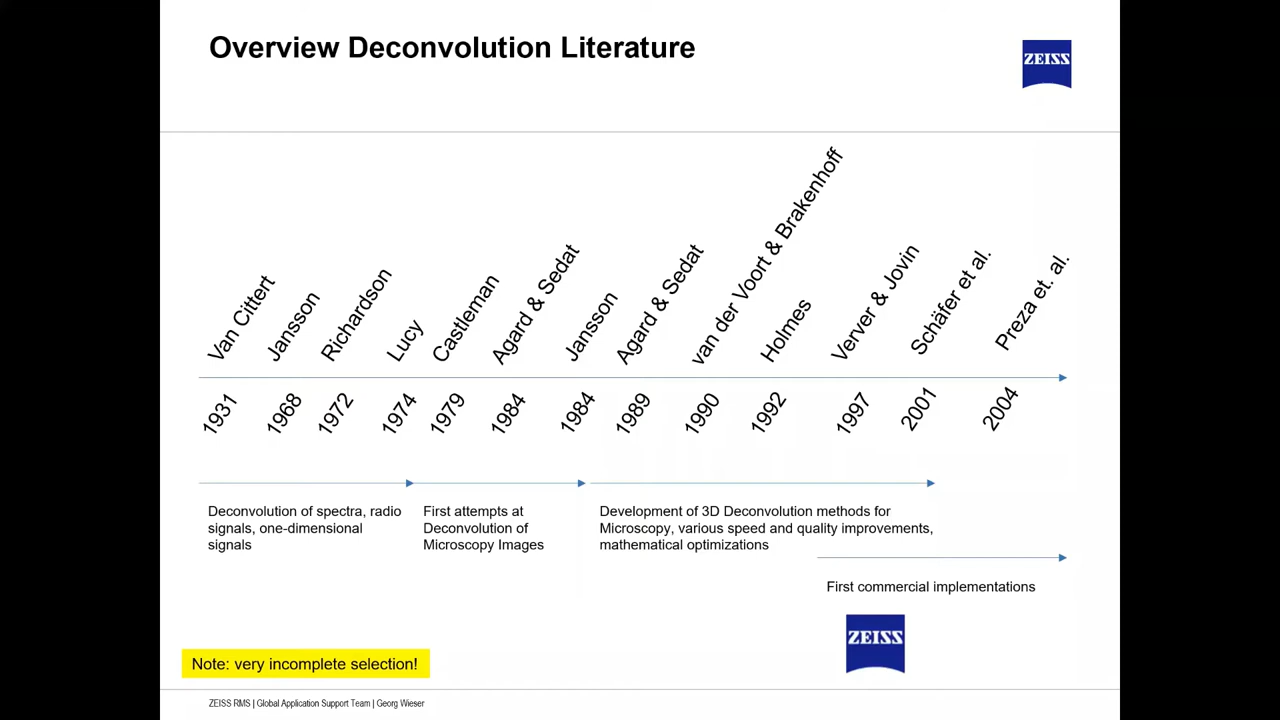 Overview Deconvolution Literature
ZEISS
Van Cittert
Jansson
Richardson
Lucy
Castleman
Agard & Sedat
Jansson
Agard & Sedat
van der Voort & Brakenhoff
Holmes
Verver & Jovin
Schäfer et al.
Preza et. al.
1931
1968
1972
1974
1979
1984
1984
1989
1990
1992
1997
2001
2004
Deconvolution of spectra, radio
signals, one-dimensional
signals
First attempts at
Deconvolution of
Microscopy Images
Development of 3D Deconvolution methods for
Microscopy, various speed and quality improvements,
mathematical optimizations
First commercial implementations
ZEISS
Note: very incomplete selection!
ZEISS RMS | Global Application Support Team | Georg Wieser